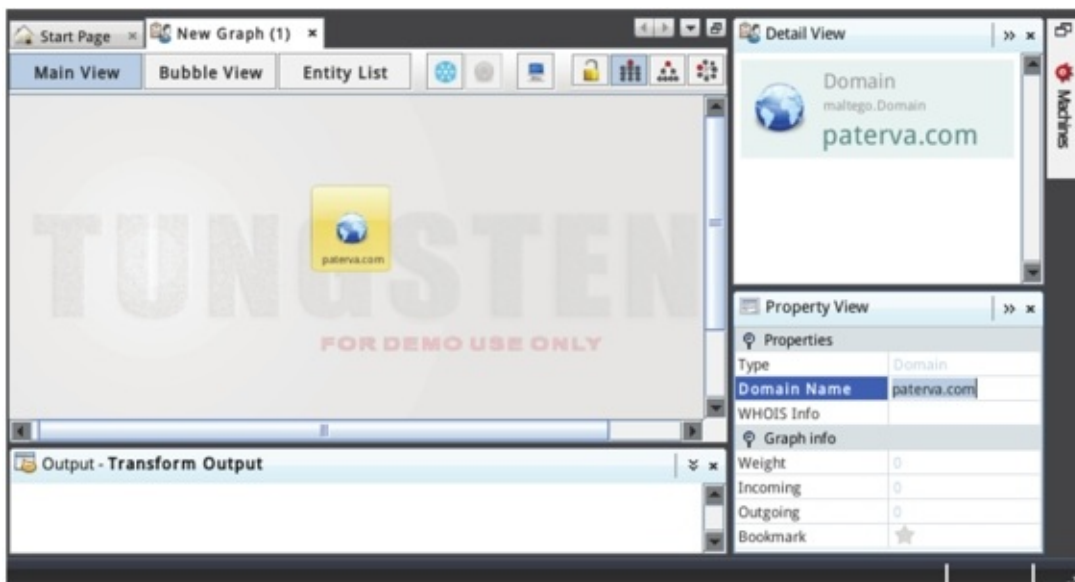 Start Page
New Graph (1)
Main View
Bubble View
Entity List
TUNGSTEN
paterva.com
FOR DEMO USE ONLY
Output - Transform Output
Detail View
Domain
maltego.Domain
paterva.com
Property View
Properties
Type Domain
Domain Name paterva.com
WHOIS Info
Graph info
Weight 0
Incoming 0
Outgoing 0
Bookmark
Machines